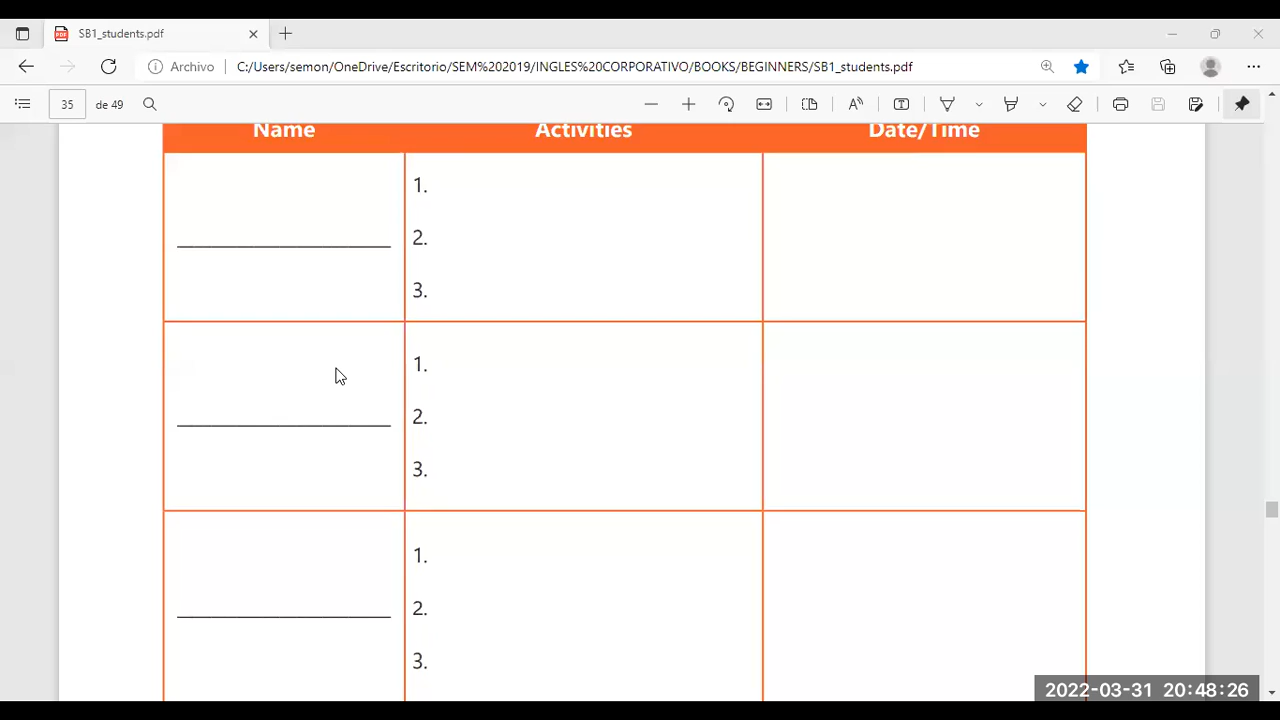 SB1_students.pdf
Archivo C:/Users/semon/OneDrive/Escritorio/SEM%202019/INGLES%20CORPORATIVO/BOOKS/BEGINNERS/SB1_students.pdf
35 de 49
Name Activities Date/Time
1.
2.
3.
1.
2.
3.
1.
2.
3.
2022-03-31 20:48:26